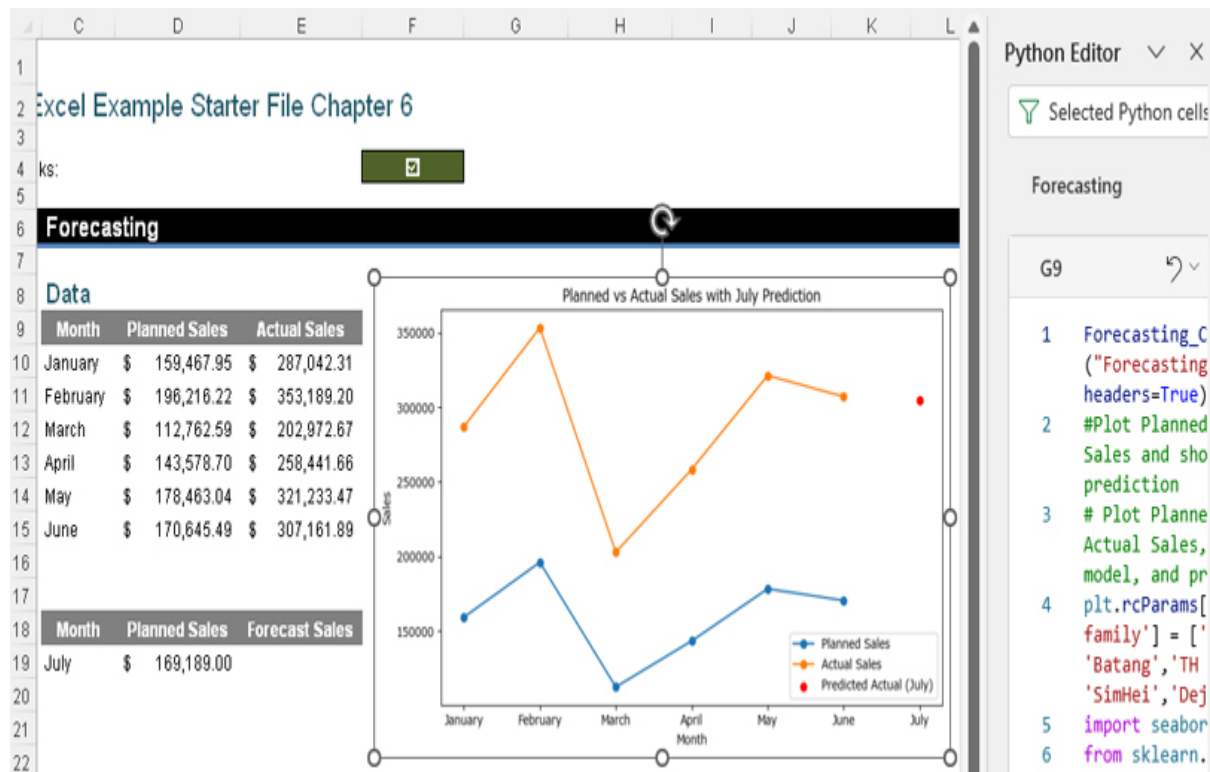 C D E F G H I J K L
1
2 Excel Example Starter File Chapter 6
3
4 ks:
5
6 Forecasting
7
8 Data
9 Month Planned Sales Actual Sales
10 January $ 159,467.95 $ 287,042.31
11 February $ 196,216.22 $ 353,189.20
12 March $ 112,762.59 $ 202,972.67
13 April $ 143,578.70 $ 258,441.66
14 May $ 178,463.04 $ 321,233.47
15 June $ 170,645.49 $ 307,161.89
16
17
18 Month Planned Sales Forecast Sales
19 July $ 169,189.00
20
21
22
Planned vs Actual Sales with July Prediction
350000
300000
250000
200000
150000
Sales
Planned Sales
Actual Sales
Predicted Actual (July)
January February March April May June July
Month
Python Editor
Selected Python cells
Forecasting
G9
1 Forecasting_C
("Forecasting
headers=True)
2 #Plot Planned
Sales and sho
prediction
3 # Plot Planne
Actual Sales,
model, and pr
4 plt.rcParams[
family'] = ['
'Batang','TH
'SimHei','Dej
5 import seabor
6 from sklearn.